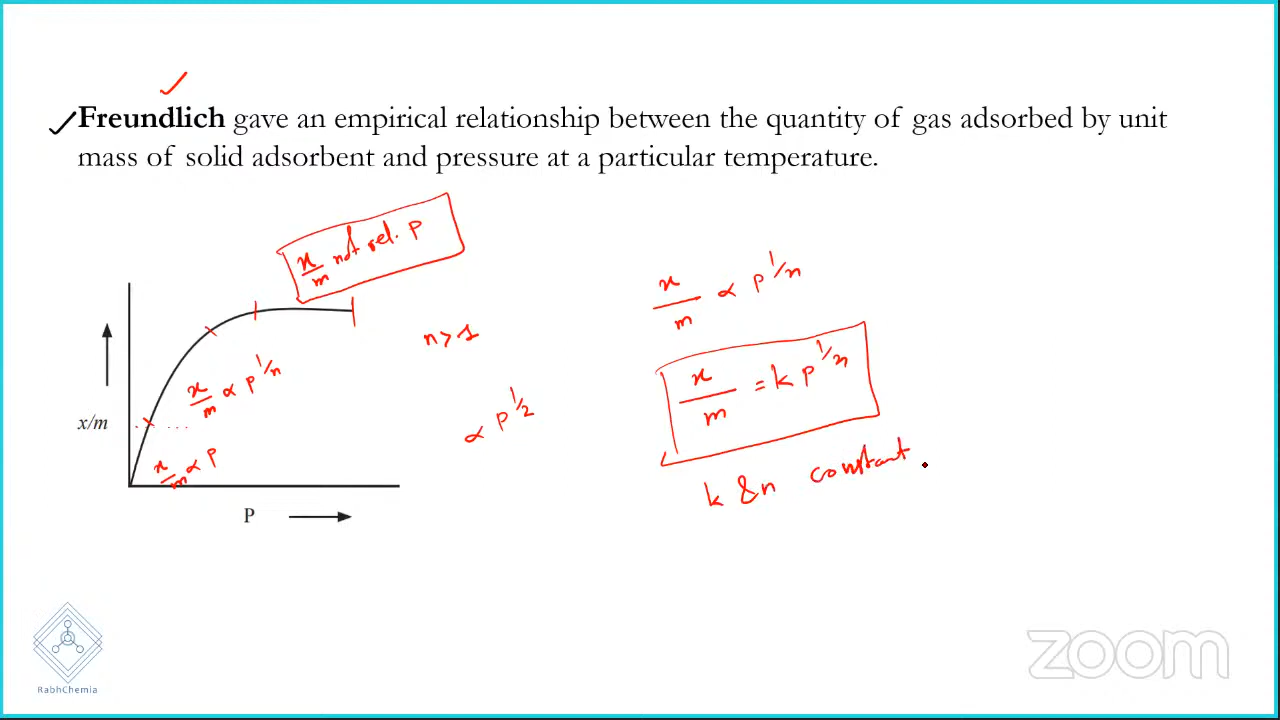 Freundlich gave an empirical relationship between the quantity of gas adsorbed by unit
mass of solid adsorbent and pressure at a particular temperature.
x/m not rel. P
x/m ∝ P^1/n
n>1
x/m ∝ P^1/n
x/m = k P^1/n
∝ P^1/2
x/m
x/m ∝ P
k & n constant
P
RabhChemia
zoom